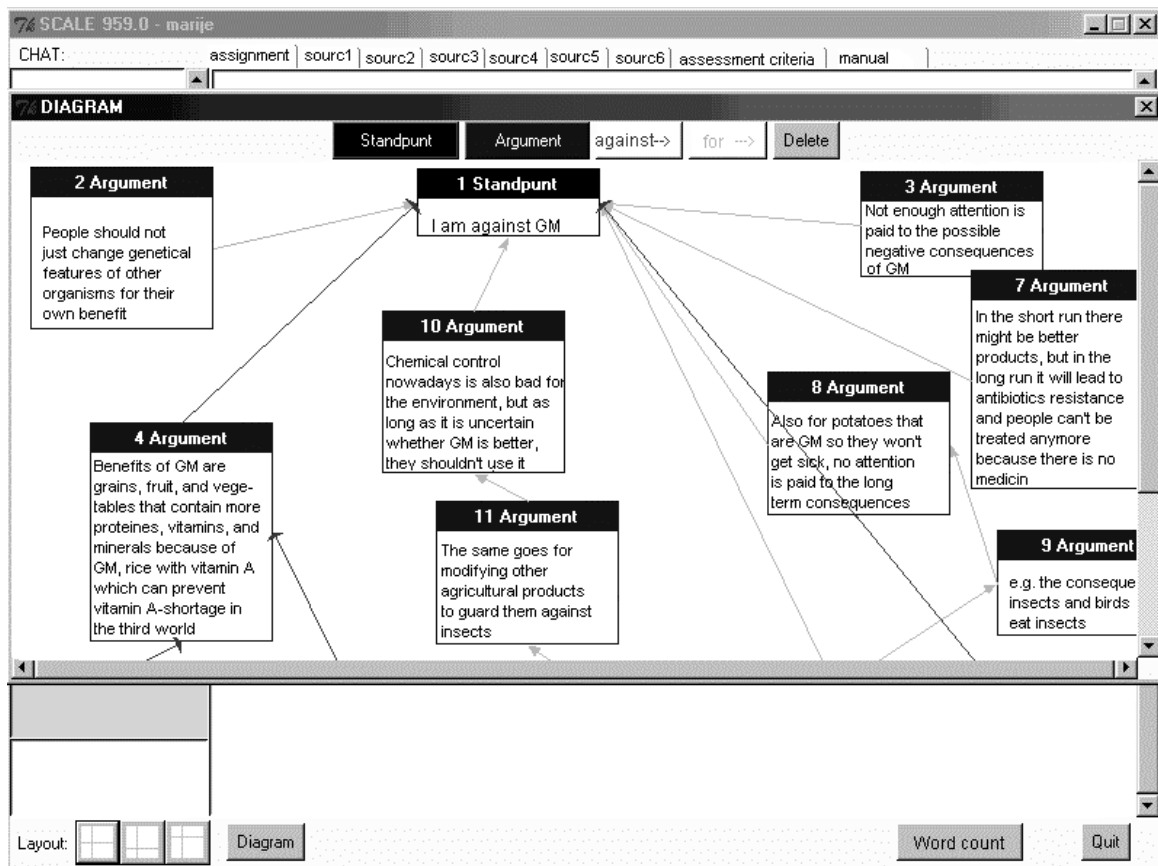 SCALE 959.0 - marije
CHAT:
assignment sourc1 sourc2 sourc3 sourc4 sourc5 sourc6 assessment criteria manual
DIAGRAM
Standpunt Argument against--> for --> Delete
2 Argument
People should not
just change genetical
features of other
organisms for their
own benefit
1 Standpunt
I am against GM
3 Argument
Not enough attention is
paid to the possible
negative consequences
of GM
7 Argument
In the short run there
might be better
products, but in the
long run it will lead to
antibiotics resistance
and people can't be
treated anymore
because there is no
medicin
10 Argument
Chemical control
nowadays is also bad for
the environment, but as
long as it is uncertain
whether GM is better,
they shouldn't use it
8 Argument
Also for potatoes that
are GM so they won't
get sick, no attention
is paid to the long
term consequences
4 Argument
Benefits of GM are
grains, fruit, and vege-
tables that contain more
proteines, vitamins, and
minerals because of
GM, rice with vitamin A
which can prevent
vitamin A-shortage in
the third world
11 Argument
The same goes for
modifying other
agricultural products
to guard them against
insects
9 Argument
e.g. the conseque
insects and birds
eat insects
Layout: Diagram Word count Quit